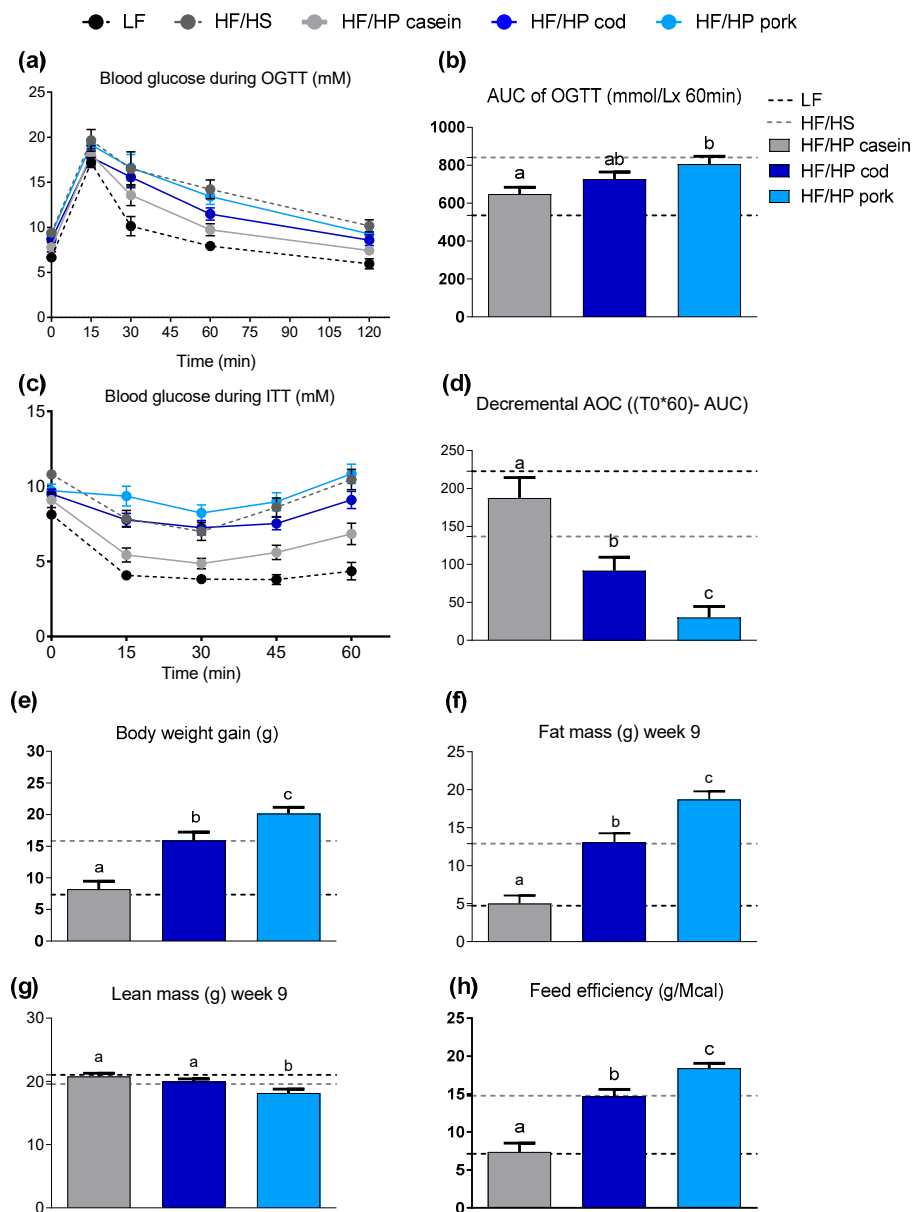 LF HF/HS HF/HP casein HF/HP cod HF/HP pork
(a)
Blood glucose during OGTT (mM)
25
20
15
10
5
0
0 15 30 45 60 75 90 105 120
Time (min)
(b)
AUC of OGTT (mmol/Lx 60min)
1000
800
600
400
200
0
a ab b
LF
HF/HS
HF/HP casein
HF/HP cod
HF/HP pork
(c)
Blood glucose during ITT (mM)
15
10
5
0
0 15 30 45 60
Time (min)
(d)
Decremental AOC ((T0*60)- AUC)
250
200
150
100
50
0
a b c
(e)
Body weight gain (g)
30
25
20
15
10
5
0
a b c
(f)
Fat mass (g) week 9
25
20
15
10
5
0
a b c
(g)
Lean mass (g) week 9
30
20
10
0
a a b
(h)
Feed efficiency (g/Mcal)
25
20
15
10
5
0
a b c